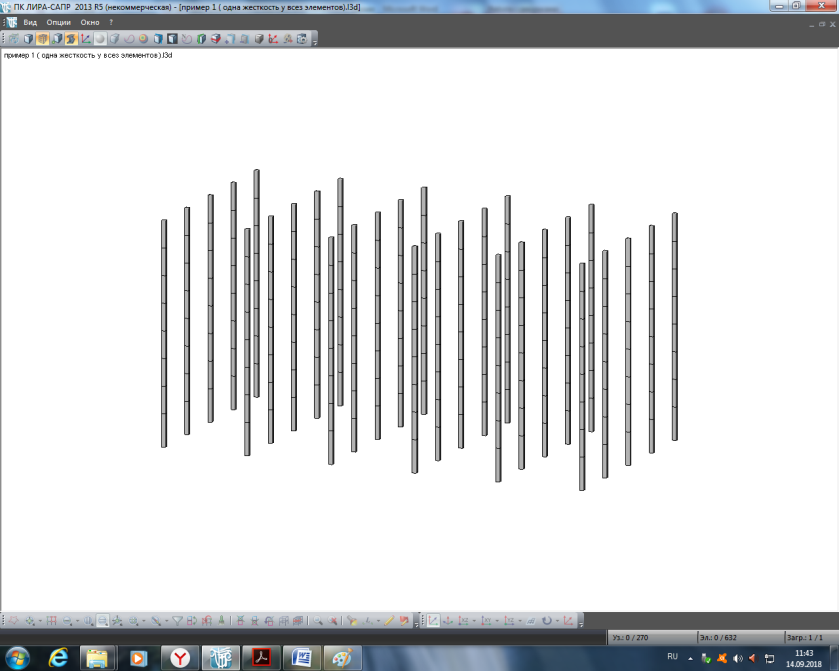 ПК ЛИРА-САПР 2013 R5 (некоммерческая) - [пример 1 ( одна жесткость у всех элементов).l3d]
Вид Опции Окно ?
пример 1 ( одна жесткость у всез элементов).l3d
Уз.: 0 / 270 Эл.: 0 / 632 Загр.: 1 / 1
RU 11:43
14.09.2018